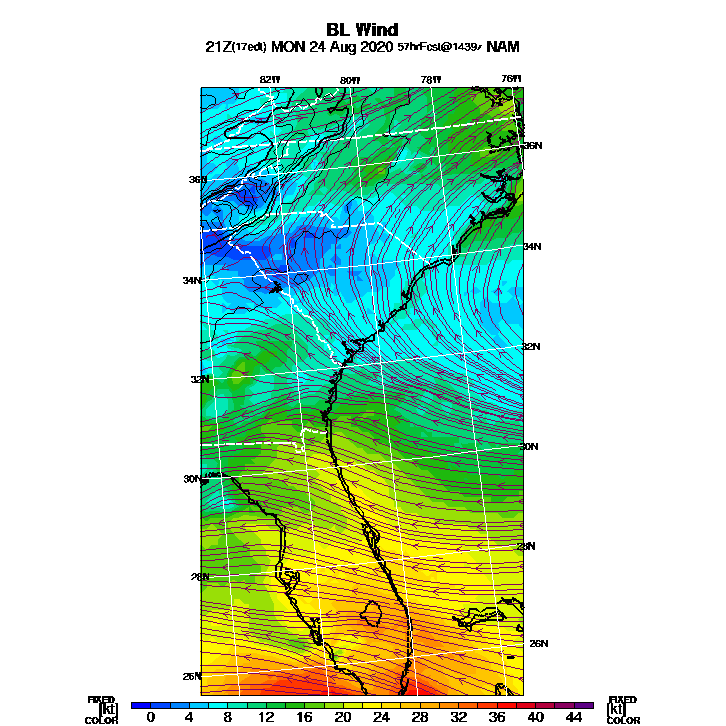 BL Wind
21Z(17edt) MON 24 Aug 2020 57hrFcst@1439z NAM
82W 80W 78W 76W
36N
36N
34N
34N
32N
32N
30N
30N
28N
28N
26N
26N
FIXED FIXED
[kt] [kt]
COLOR 0 4 8 12 16 20 24 28 32 36 40 44 COLOR